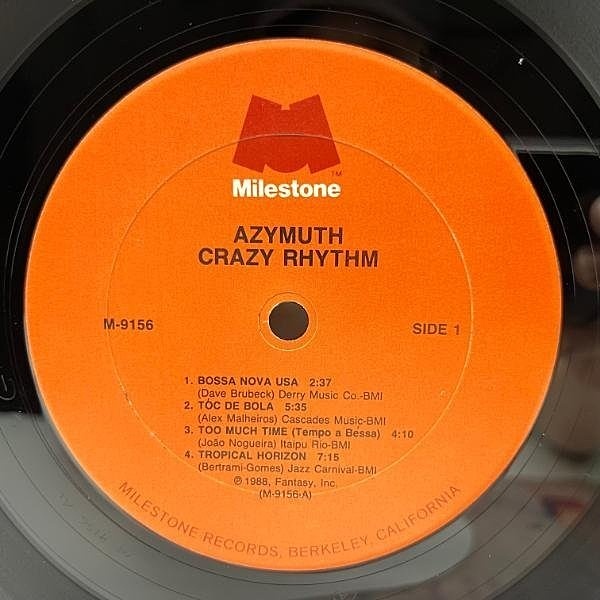 TM
Milestone
AZYMUTH
CRAZY RHYTHM
M-9156
SIDE 1
1. BOSSA NOVA USA 2:37
(Dave Brubeck) Derry Music Co.-BMI
2. TÓC DE BOLA 5:35
(Alex Malheiros) Cascades Music-BMI
3. TOO MUCH TIME (Tempo a Bessa) 4:10
(João Nogueira) Itaipu Rio-BMI
4. TROPICAL HORIZON 7:15
(Bertrami-Gomes) Jazz Carnival-BMI
℗ 1988, Fantasy, Inc.
(M-9156-A)
MILESTONE RECORDS, BERKELEY, CALIFORNIA